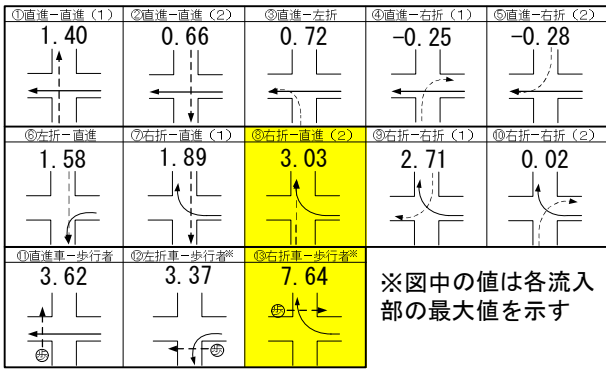 ①直進−直進（1） ②直進−直進（2） ③直進−左折 ④直進−右折（1） ⑤直進−右折（2）
1.40 0.66 0.72 -0.25 -0.28
⑥左折−直進 ⑦右折−直進（1） ⑧右折−直進（2） ⑨右折−右折（1） ⑩右折−右折（2）
1.58 1.89 3.03 2.71 0.02
⑪直進車−歩行者 ⑫左折車−歩行者※ ⑬右折車−歩行者※
3.62 3.37 7.64
※図中の値は各流入
部の最大値を示す
歩
歩 歩